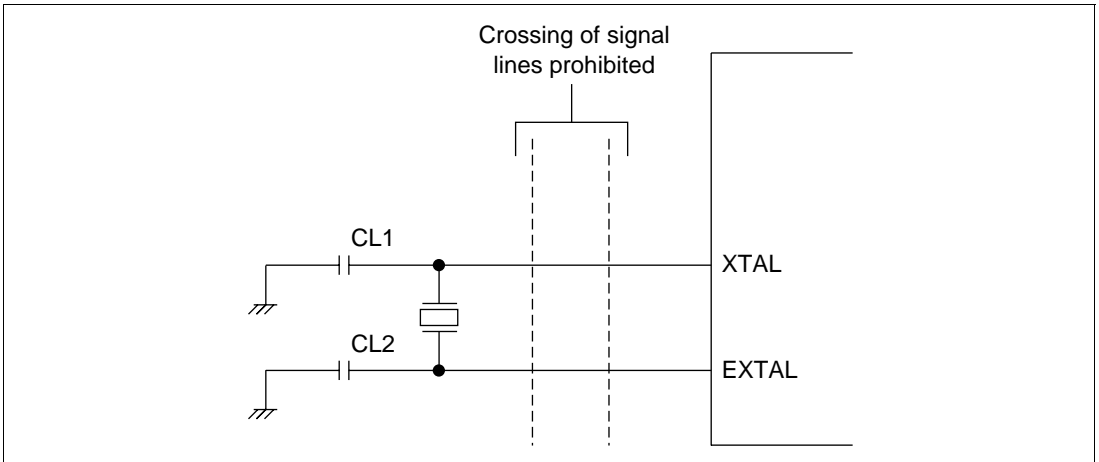 Crossing of signal
lines prohibited
CL1
XTAL
CL2
EXTAL